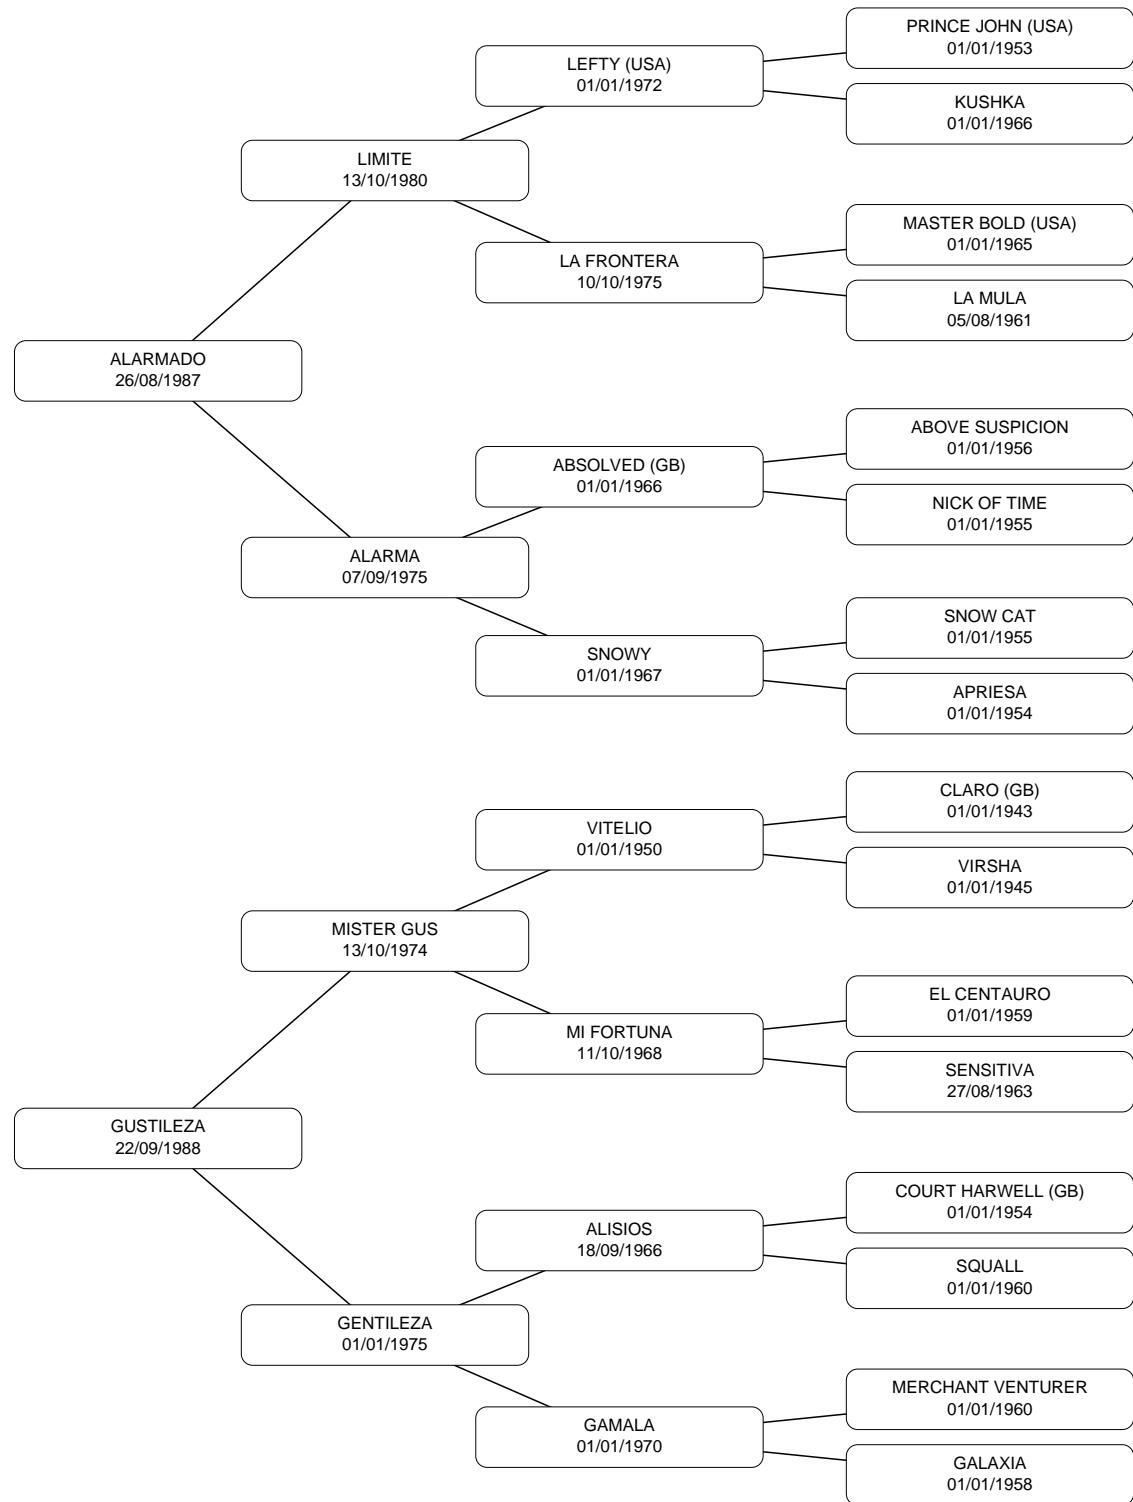 PRINCE JOHN (USA)
01/01/1953
LEFTY (USA)
01/01/1972
KUSHKA
01/01/1966
LIMITE
13/10/1980
MASTER BOLD (USA)
01/01/1965
LA FRONTERA
10/10/1975
LA MULA
05/08/1961
ALARMADO
26/08/1987
ABOVE SUSPICION
01/01/1956
ABSOLVED (GB)
01/01/1966
NICK OF TIME
01/01/1955
ALARMA
07/09/1975
SNOW CAT
01/01/1955
SNOWY
01/01/1967
APRIESA
01/01/1954
CLARO (GB)
01/01/1943
VITELIO
01/01/1950
VIRSHA
01/01/1945
MISTER GUS
13/10/1974
EL CENTAURO
01/01/1959
MI FORTUNA
11/10/1968
SENSITIVA
27/08/1963
GUSTILEZA
22/09/1988
COURT HARWELL (GB)
01/01/1954
ALISIOS
18/09/1966
SQUALL
01/01/1960
GENTILEZA
01/01/1975
MERCHANT VENTURER
01/01/1960
GAMALA
01/01/1970
GALAXIA
01/01/1958